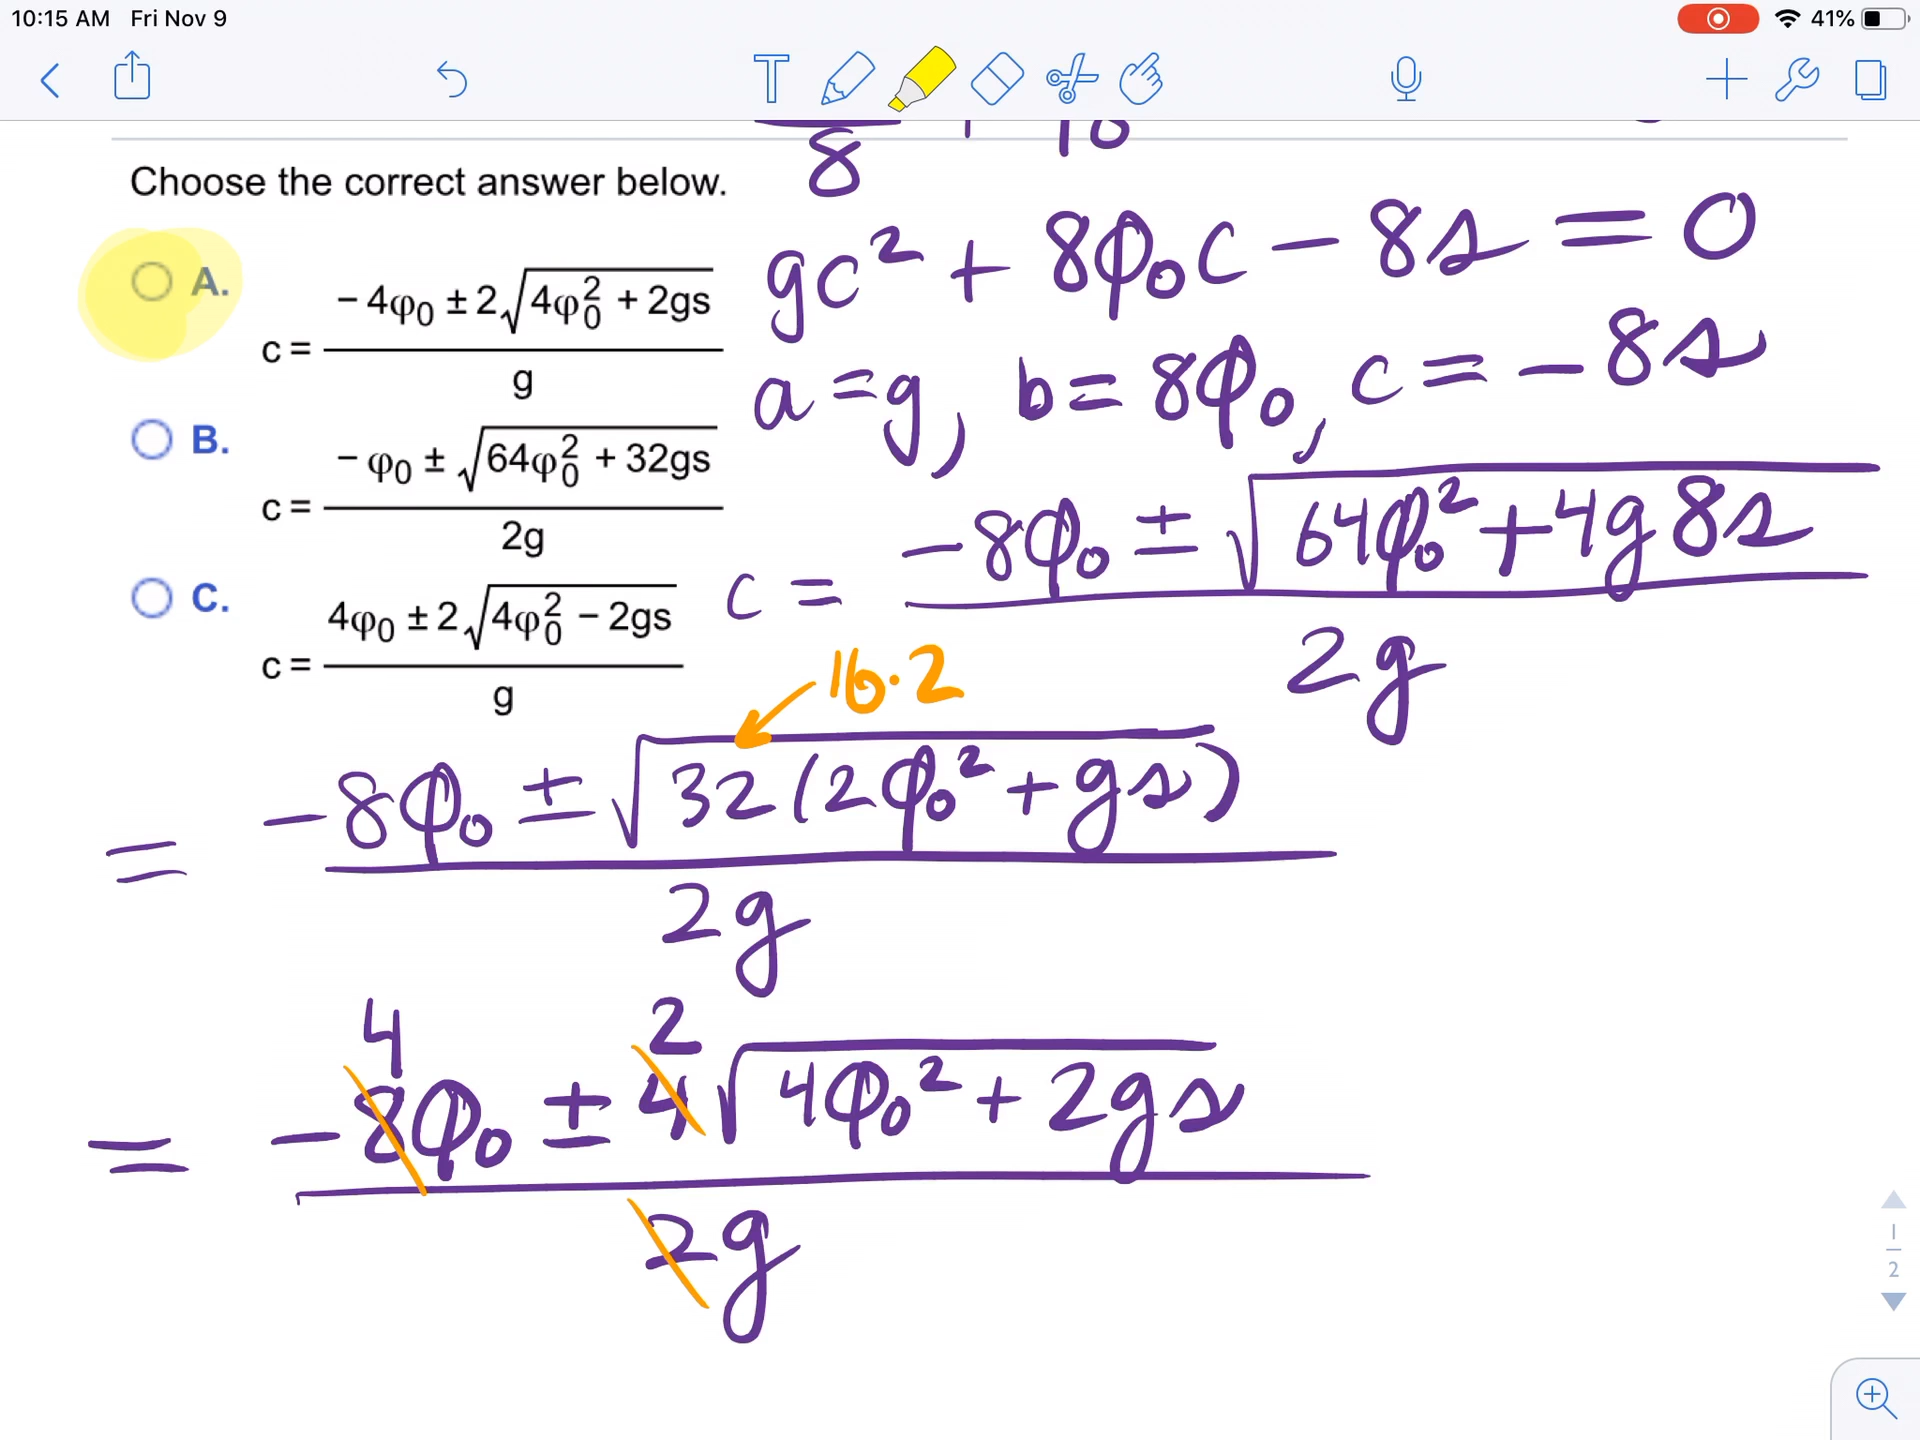 10:15 AM Fri Nov 9 41%
T
8
Choose the correct answer below.
gc² + 8φ₀c − 8s = 0
a = g, b = 8φ₀, c = −8s
A. c = (− 4φ₀ ± 2√(4φ₀² + 2gs)) / g
B. c = (− φ₀ ± √(64φ₀² + 32gs)) / 2g
C. c = (4φ₀ ± 2√(4φ₀² − 2gs)) / g
c = (−8φ₀ ± √(64φ₀² + 4g8s)) / 2g
16·2
= (−8φ₀ ± √(32(2φ₀² + gs))) / 2g
4 2
= (−8φ₀ ± 4√(4φ₀² + 2gs)) / 2g
1
2